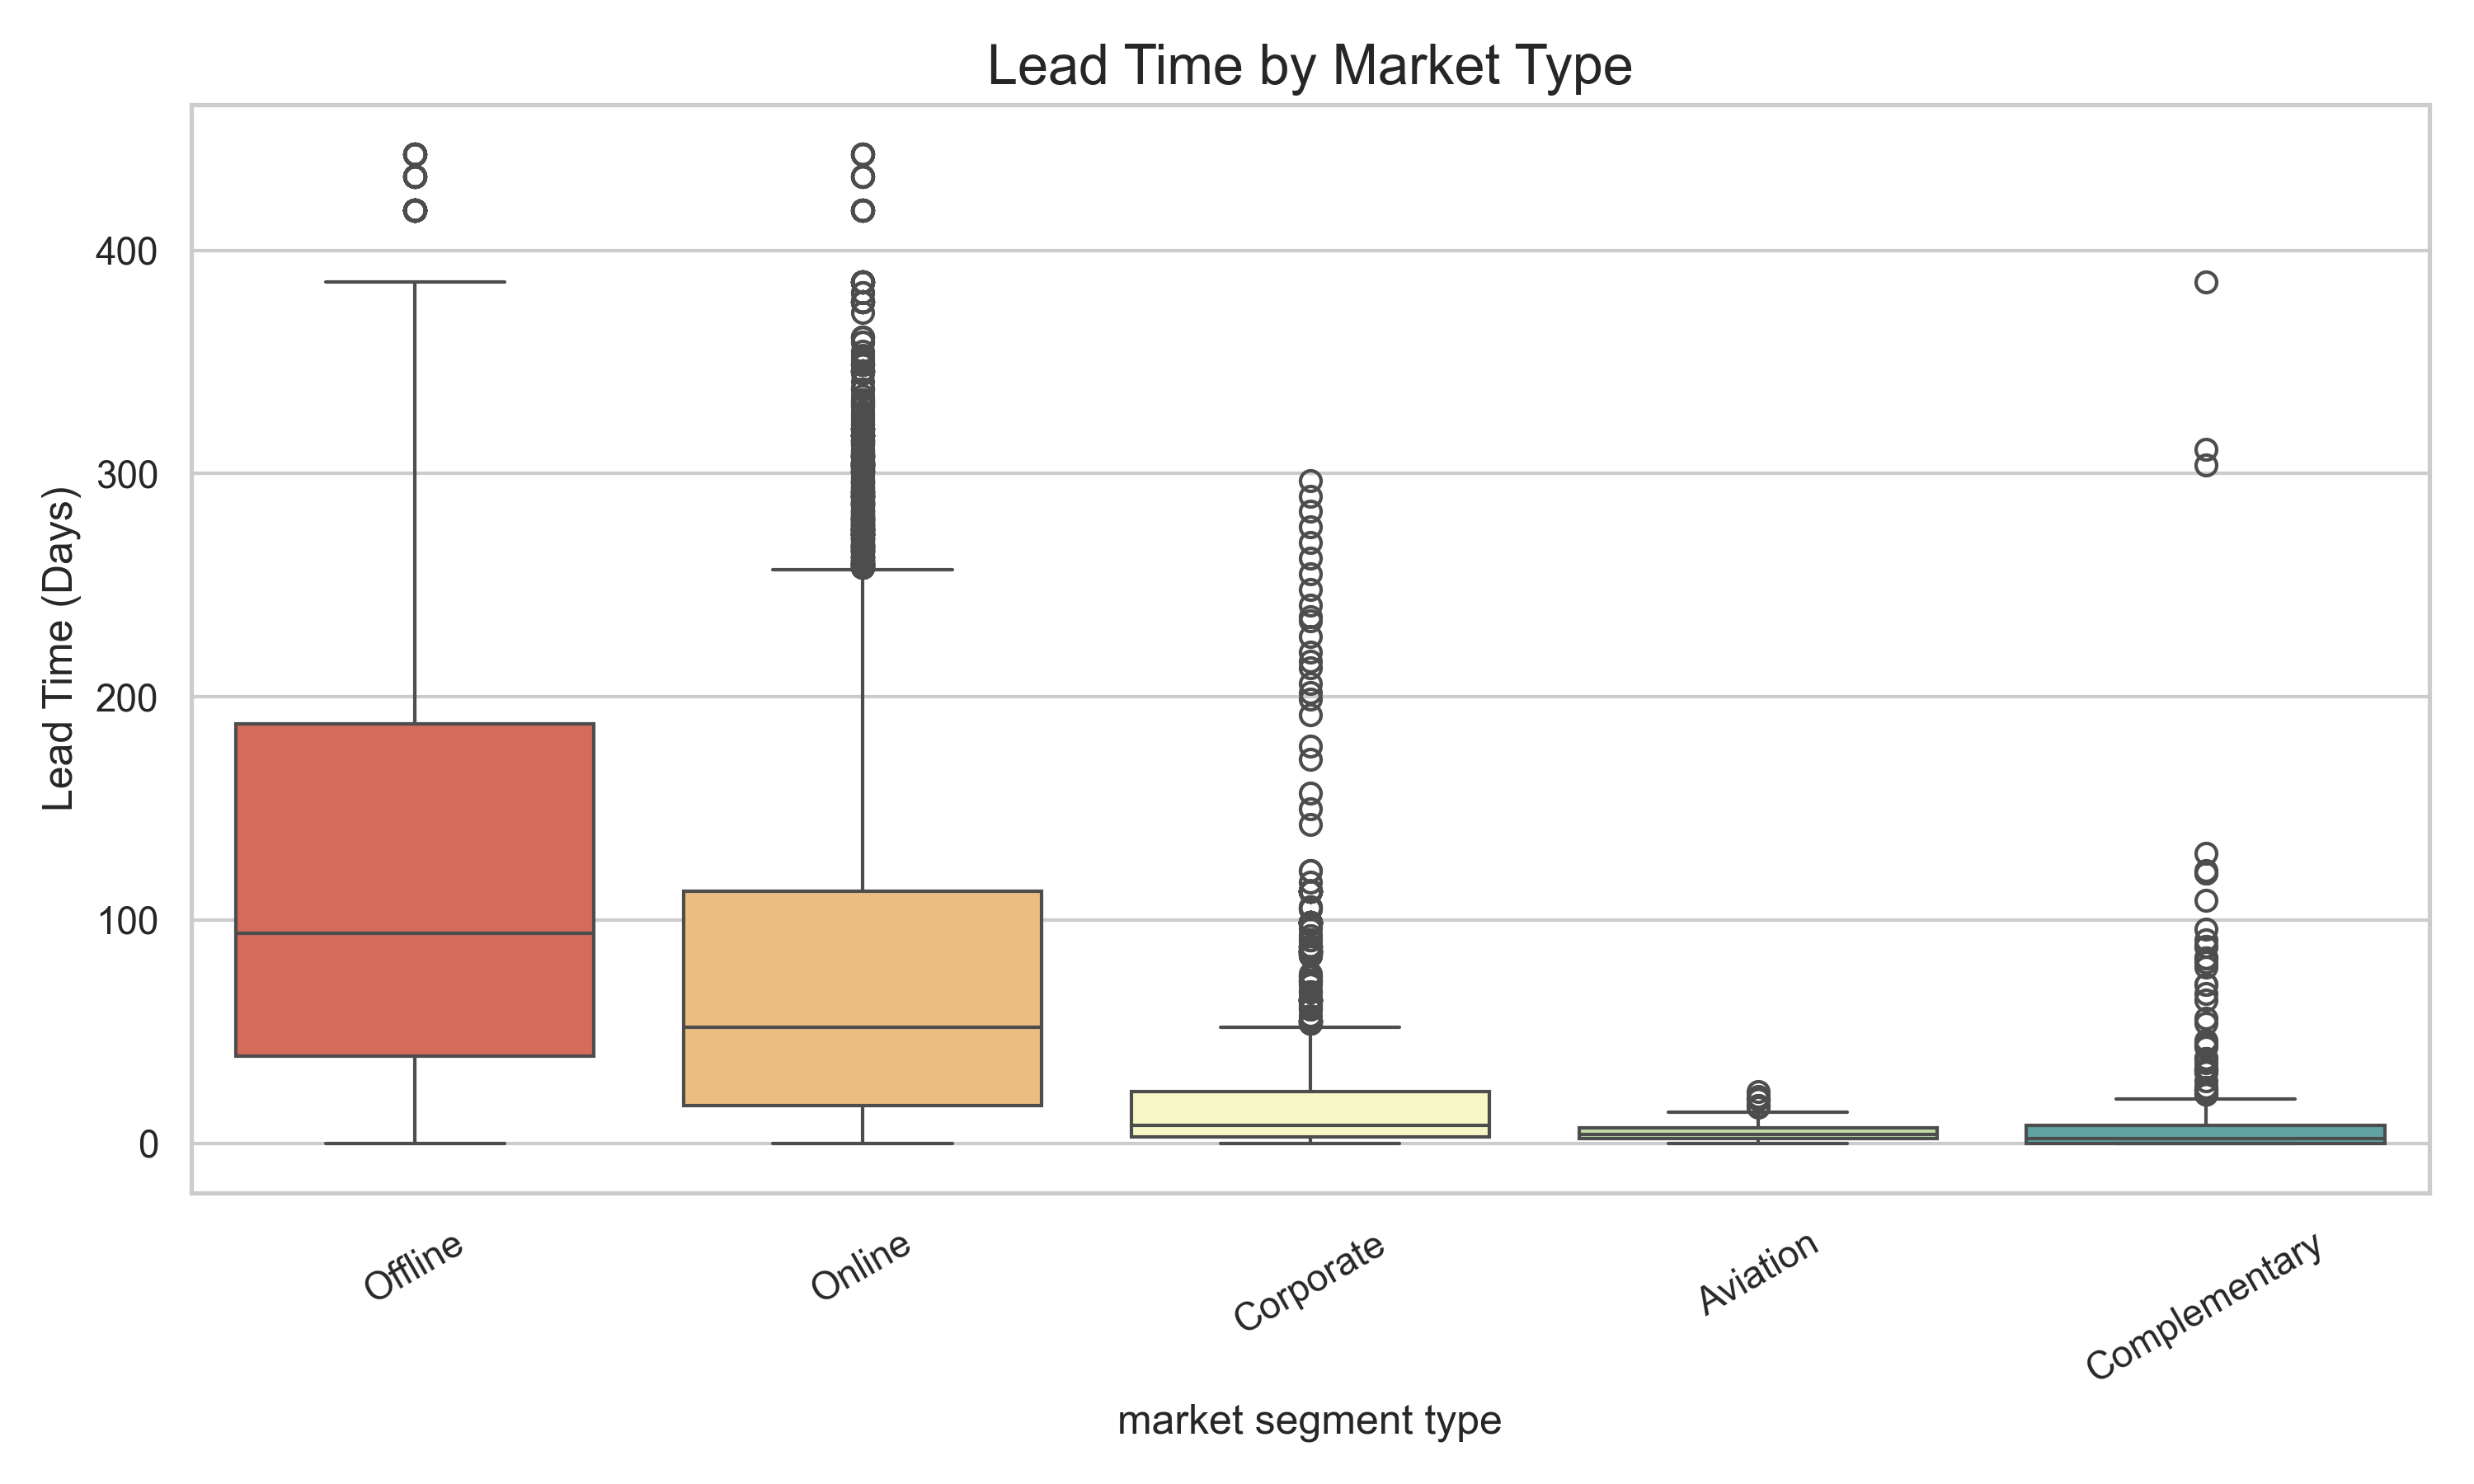 Lead Time by Market Type
Lead Time (Days)
400
300
200
100
0
Offline
Online
Corporate
Aviation
Complementary
market segment type